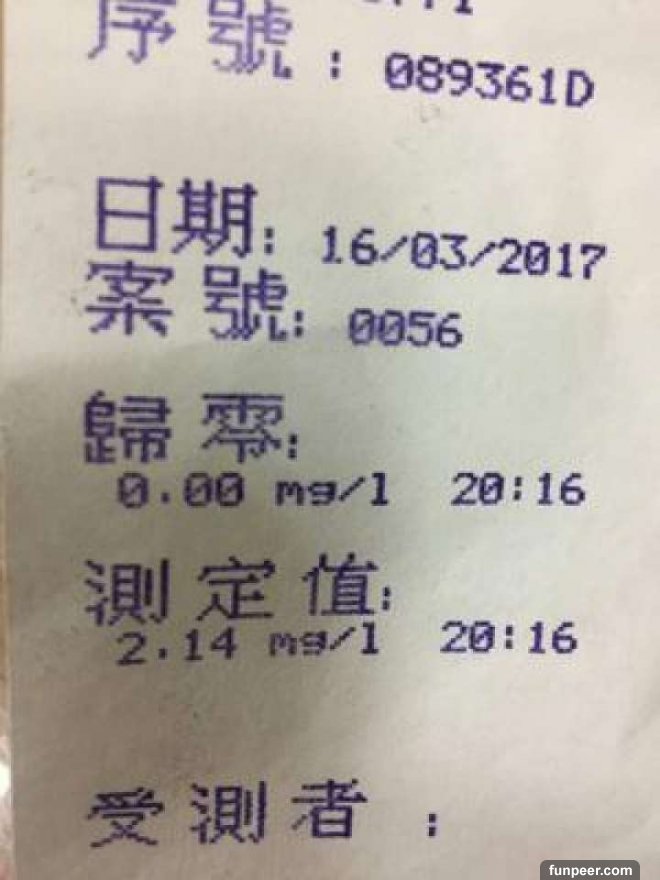 序號 : 089361D
日期: 16/03/2017
案號: 0056
歸零:
0.00 mg/l 20:16
測定值:
2.14 mg/l 20:16
受測者 :
funpeer.com